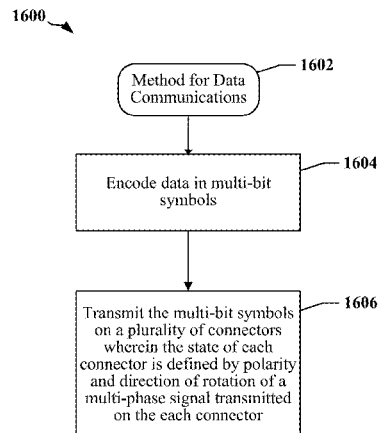 1600
1602
Method for Data
Communications
1604
Encode data in multi-bit
symbols
1606
Transmit the multi-bit symbols
on a plurality of connectors
wherein the state of each
connector is defined by polarity
and direction of rotation of a
multi-phase signal transmitted
on the each connector